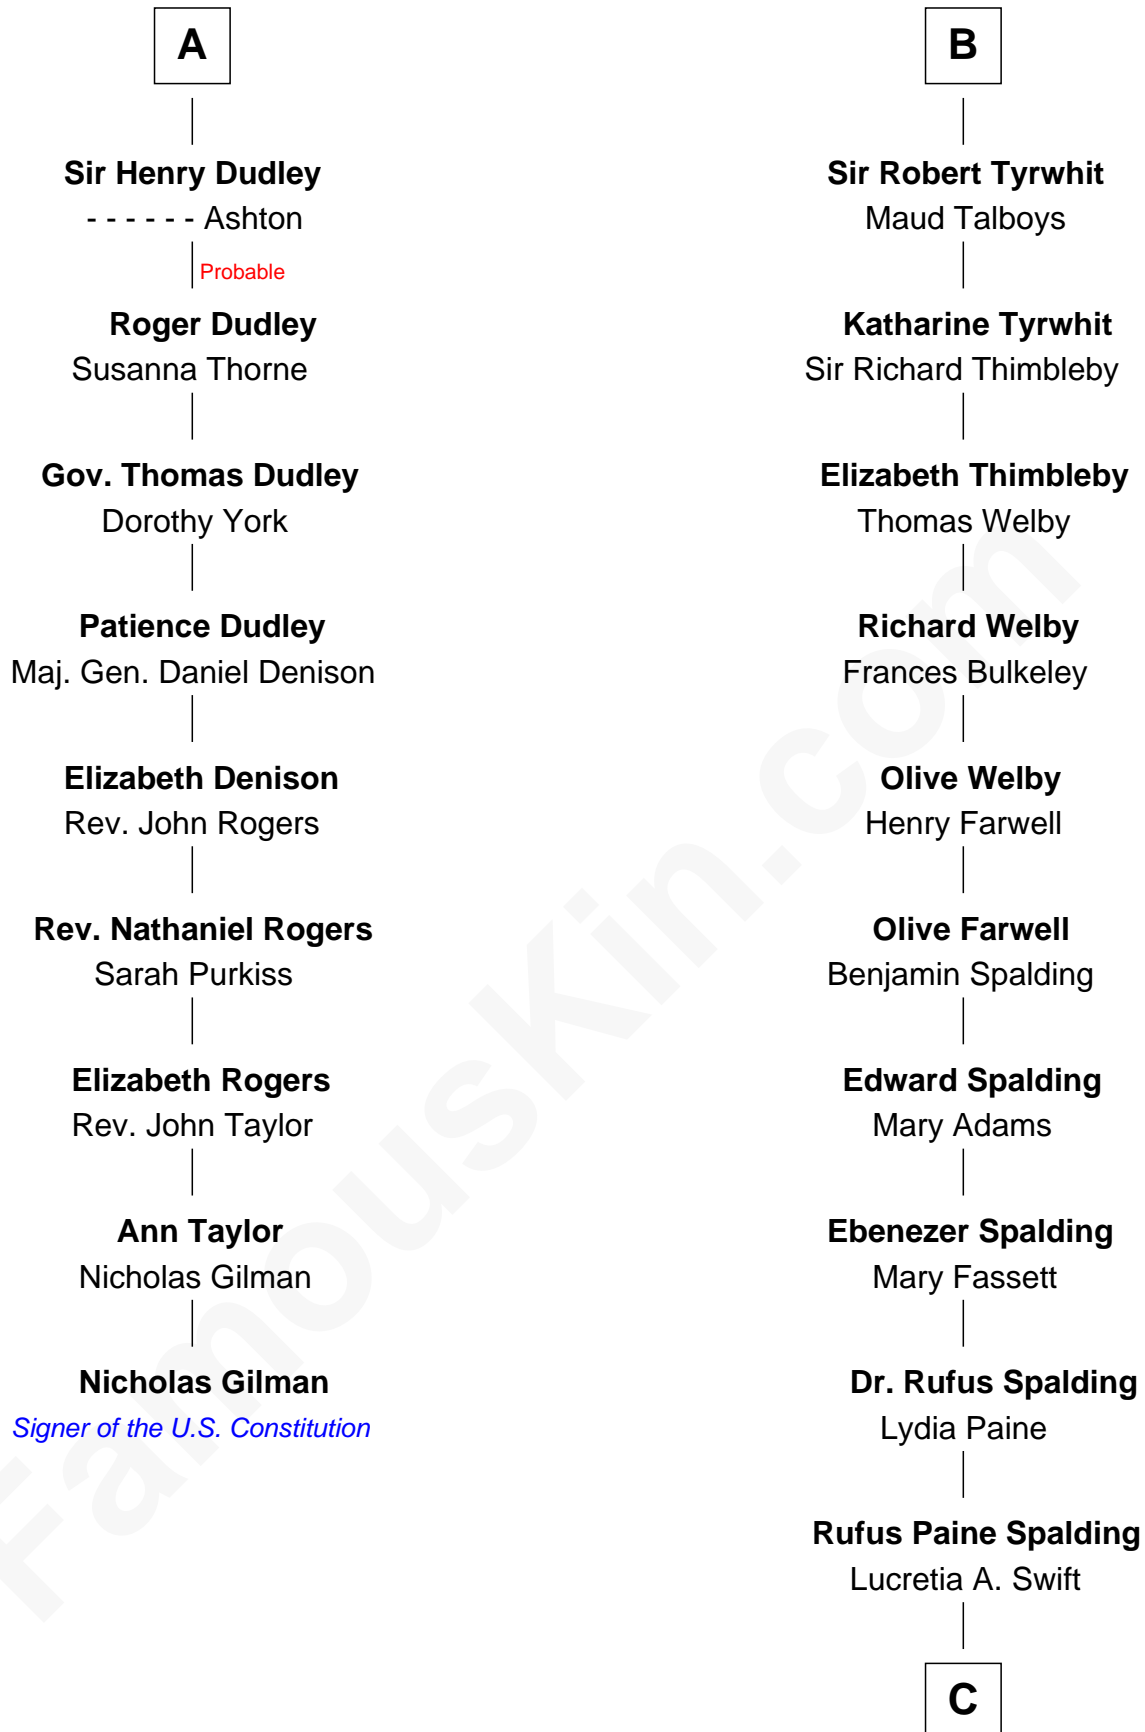 A
Sir Henry Dudley
- - - - - - Ashton
Probable
Roger Dudley
Susanna Thorne
Gov. Thomas Dudley
Dorothy York
Patience Dudley
Maj. Gen. Daniel Denison
Elizabeth Denison
Rev. John Rogers
Rev. Nathaniel Rogers
Sarah Purkiss
Elizabeth Rogers
Rev. John Taylor
Ann Taylor
Nicholas Gilman
Nicholas Gilman
Signer of the U.S. Constitution
B
Sir Robert Tyrwhit
Maud Talboys
Katharine Tyrwhit
Sir Richard Thimbleby
Elizabeth Thimbleby
Thomas Welby
Richard Welby
Frances Bulkeley
Olive Welby
Henry Farwell
Olive Farwell
Benjamin Spalding
Edward Spalding
Mary Adams
Ebenezer Spalding
Mary Fassett
Dr. Rufus Spalding
Lydia Paine
Rufus Paine Spalding
Lucretia A. Swift
C
FamousKin.com